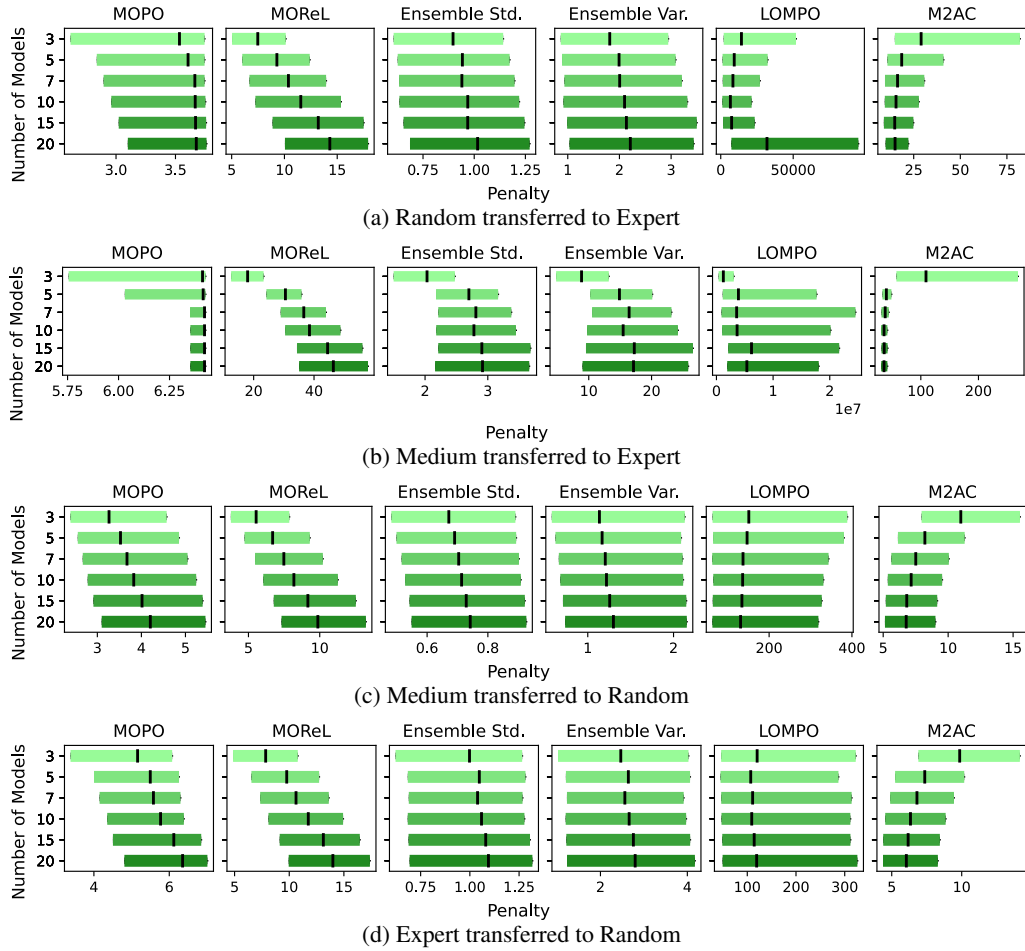 MOPO MOReL Ensemble Std. Ensemble Var. LOMPO M2AC
Number of Models
3
5
7
10
15
20
3.0 3.5 5 10 15 0.75 1.00 1.25 1 2 3 0 50000 25 50 75
Penalty
(a) Random transferred to Expert
MOPO MOReL Ensemble Std. Ensemble Var. LOMPO M2AC
Number of Models
3
5
7
10
15
20
5.75 6.00 6.25 20 40 2 3 10 20 0 1 2 100 200
1e7
Penalty
(b) Medium transferred to Expert
MOPO MOReL Ensemble Std. Ensemble Var. LOMPO M2AC
Number of Models
3
5
7
10
15
20
3 4 5 5 10 0.6 0.8 1 2 200 400 5 10 15
Penalty
(c) Medium transferred to Random
MOPO MOReL Ensemble Std. Ensemble Var. LOMPO M2AC
Number of Models
3
5
7
10
15
20
4 6 5 10 15 0.75 1.00 1.25 2 4 100 200 300 5 10
Penalty
(d) Expert transferred to Random